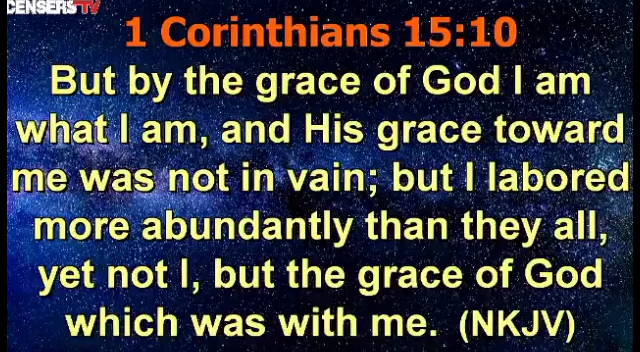 CENSERS TV
1 Corinthians 15:10
But by the grace of God I am
what I am, and His grace toward
me was not in vain; but I labored
more abundantly than they all,
yet not I, but the grace of God
which was with me. (NKJV)